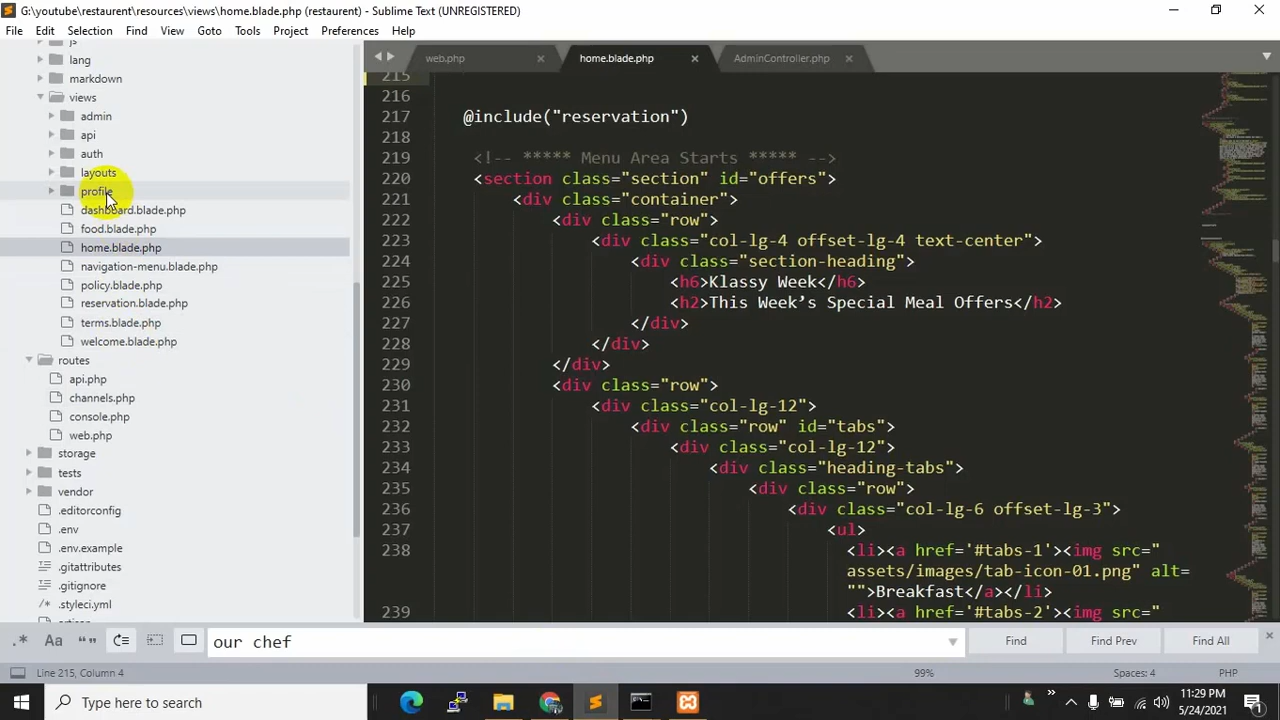 G:\youtube\restaurent\resources\views\home.blade.php (restaurent) - Sublime Text (UNREGISTERED)
File Edit Selection Find View Goto Tools Project Preferences Help
js
lang
markdown
views
admin
api
auth
layouts
profile
dashboard.blade.php
food.blade.php
home.blade.php
navigation-menu.blade.php
policy.blade.php
reservation.blade.php
terms.blade.php
welcome.blade.php
routes
api.php
channels.php
console.php
web.php
storage
tests
vendor
.editorconfig
.env
.env.example
.gitattributes
.gitignore
.styleci.yml
web.php home.blade.php AdminController.php
215
216
217 @include("reservation")
218
219 <!-- ***** Menu Area Starts ***** -->
220 <section class="section" id="offers">
221 <div class="container">
222 <div class="row">
223 <div class="col-lg-4 offset-lg-4 text-center">
224 <div class="section-heading">
225 <h6>Klassy Week</h6>
226 <h2>This Week’s Special Meal Offers</h2>
227 </div>
228 </div>
229 </div>
230 <div class="row">
231 <div class="col-lg-12">
232 <div class="row" id="tabs">
233 <div class="col-lg-12">
234 <div class="heading-tabs">
235 <div class="row">
236 <div class="col-lg-6 offset-lg-3">
237 <ul>
238 <li><a href='#tabs-1'><img src="
assets/images/tab-icon-01.png" alt=
"">Breakfast</a></li>
239 <li><a href='#tabs-2'><img src="
.* Aa “” our chef Find Find Prev Find All
Line 215, Column 4 99% Spaces: 4 PHP
Type here to search
11:29 PM
5/24/2021